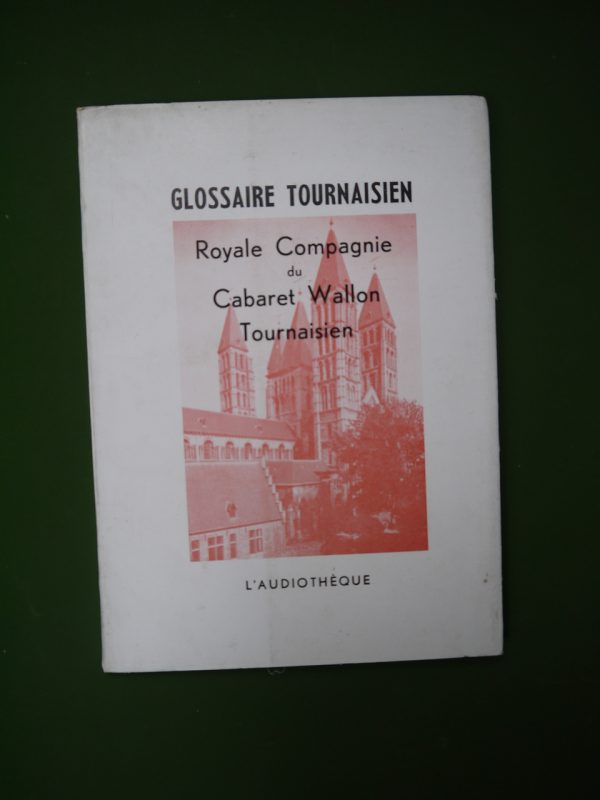 GLOSSAIRE TOURNAISIEN
Royale Compagnie
du
Cabaret Wallon
Tournaisien
L'AUDIOTHÈQUE